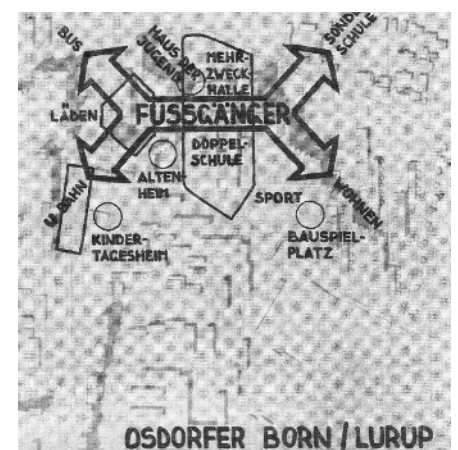 BUS
HAUS DER
JUGEND
MEHR-
ZWECK
HALLE
SONDER
SCHULE
LÄDEN
FUSSGÄNGER
DOPPEL-
SCHULE
ALTEN-
HEIM
U-BAHN
SPORT
WOHNEN
KINDER-
TAGESHEIM
BAUSPIEL-
PLATZ
OSDORFER BORN / LURUP